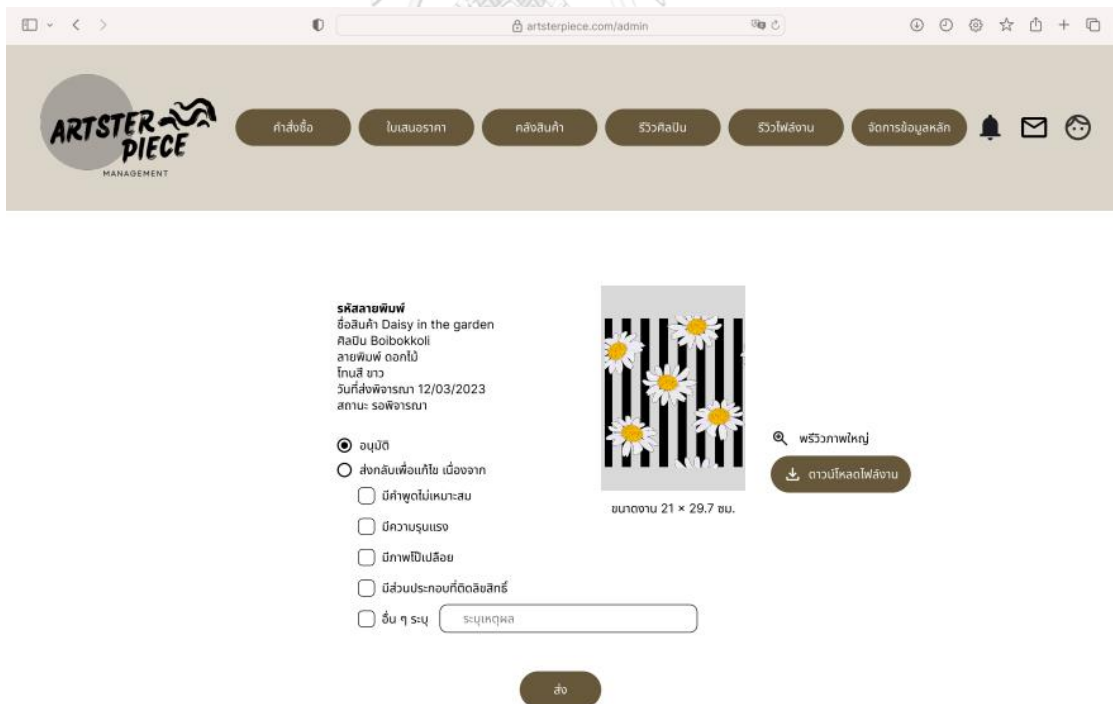 artsterpiece.com/admin
ARTSTER
PIECE
MANAGEMENT
คำสั่งซื้อ
ใบเสนอราคา
คลังสินค้า
รีวิวศิลปิน
รีวิวไฟล์งาน
จัดการข้อมูลหลัก
รหัสลายพิมพ์
ชื่อสินค้า Daisy in the garden
ศิลปิน Boibokkoli
ลายพิมพ์ ดอกไม้
โทนสี ขาว
วันที่ส่งพิจารณา 12/03/2023
สถานะ รอพิจารณา
อนุมัติ
ส่งกลับเพื่อแก้ไข เนื่องจาก
มีคำพูดไม่เหมาะสม
มีความรุนแรง
มีภาพโป๊เปลือย
มีส่วนประกอบที่ติดลิขสิทธิ์
อื่น ๆ ระบุ ระบุเหตุผล
ขนาดงาน 21 × 29.7 ซม.
พรีวิวภาพใหญ่
ดาวน์โหลดไฟล์งาน
ส่ง